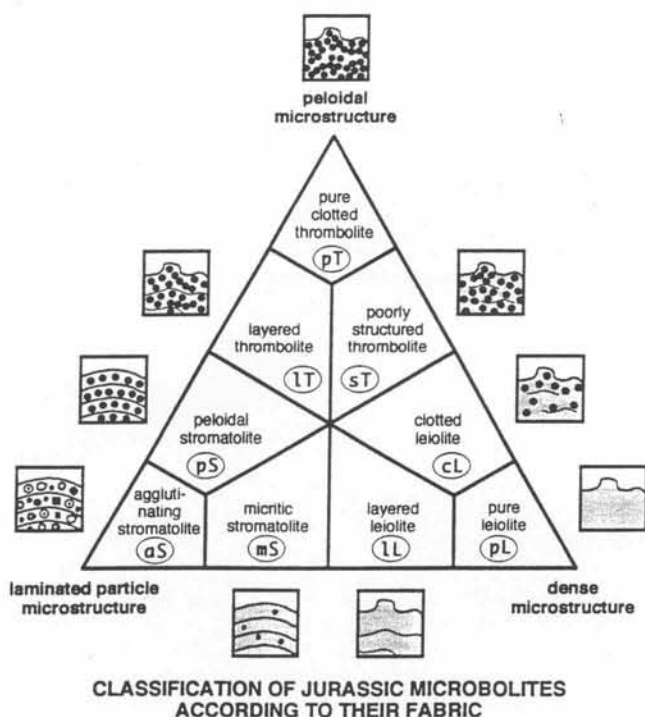 peloidal
microstructure
pure
clotted
thrombolite
pT
layered
thrombolite
lT
poorly
structured
thrombolite
sT
peloidal
stromatolite
pS
clotted
leiolite
cL
aggluti-
nating
stromatolite
aS
micritic
stromatolite
mS
layered
leiolite
lL
pure
leiolite
pL
laminated particle
microstructure
dense
microstructure
CLASSIFICATION OF JURASSIC MICROBOLITES
ACCORDING TO THEIR FABRIC